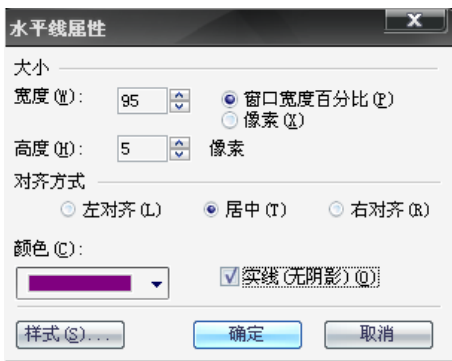 水平线属性
x
大小
宽度(W): 95 窗口宽度百分比(P)
像素(X)
高度(H): 5 像素
对齐方式
左对齐(L) 居中(T) 右对齐(R)
颜色(C):
实线(无阴影)(O)
样式(S)... 确定 取消